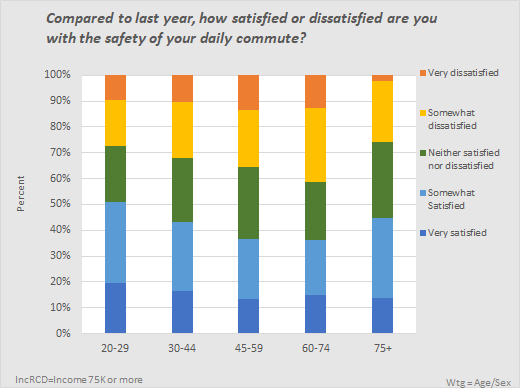 Compared to last year, how satisfied or dissatisfied are you
with the safety of your daily commute?
100%
90%
80%
70%
60%
50%
40%
30%
20%
10%
0%
Percent
20-29
30-44
45-59
60-74
75+
Very dissatisfied
Somewhat
dissatisfied
Neither satisfied
nor dissatisfied
Somewhat
Satisfied
Very satisfied
IncRCD=Income 75K or more
Wtg = Age/Sex